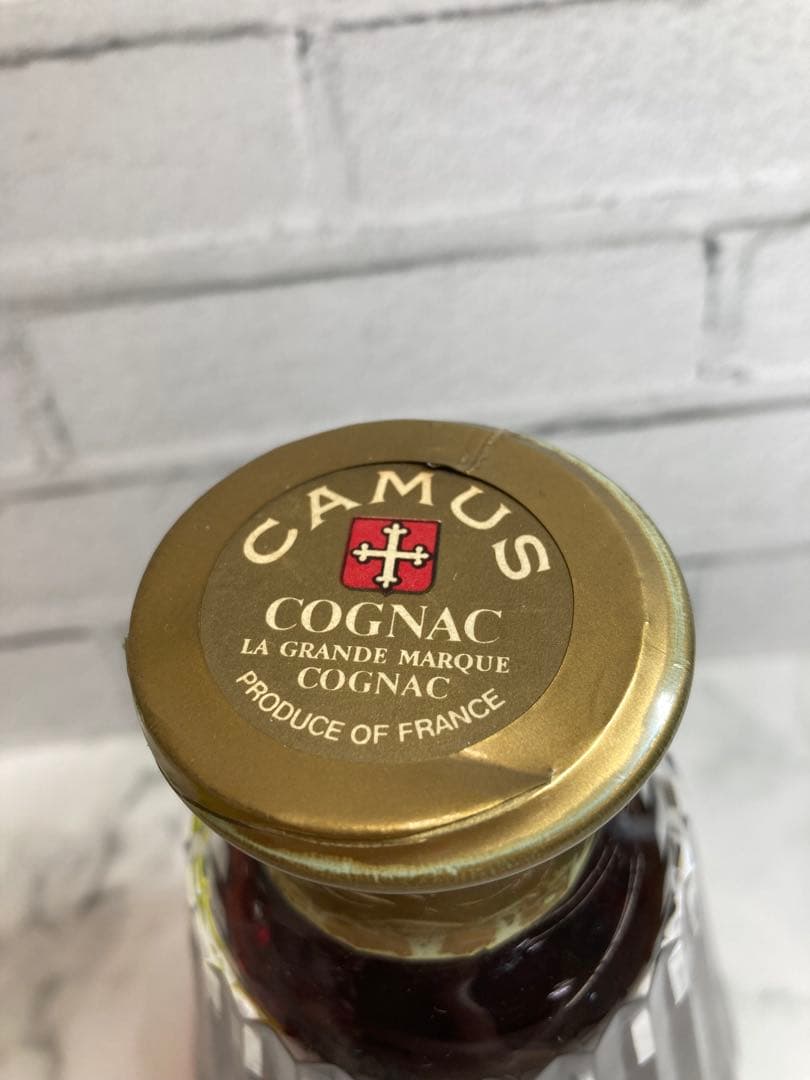 CAMUS
COGNAC
LA GRANDE MARQUE
COGNAC
PRODUCE OF FRANCE